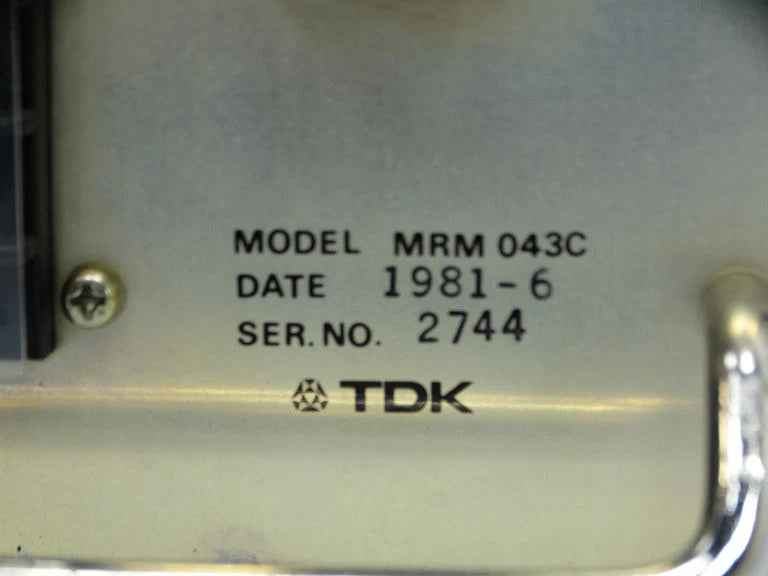 MODEL MRM 043C
DATE 1981-6
SER. NO. 2744
TDK